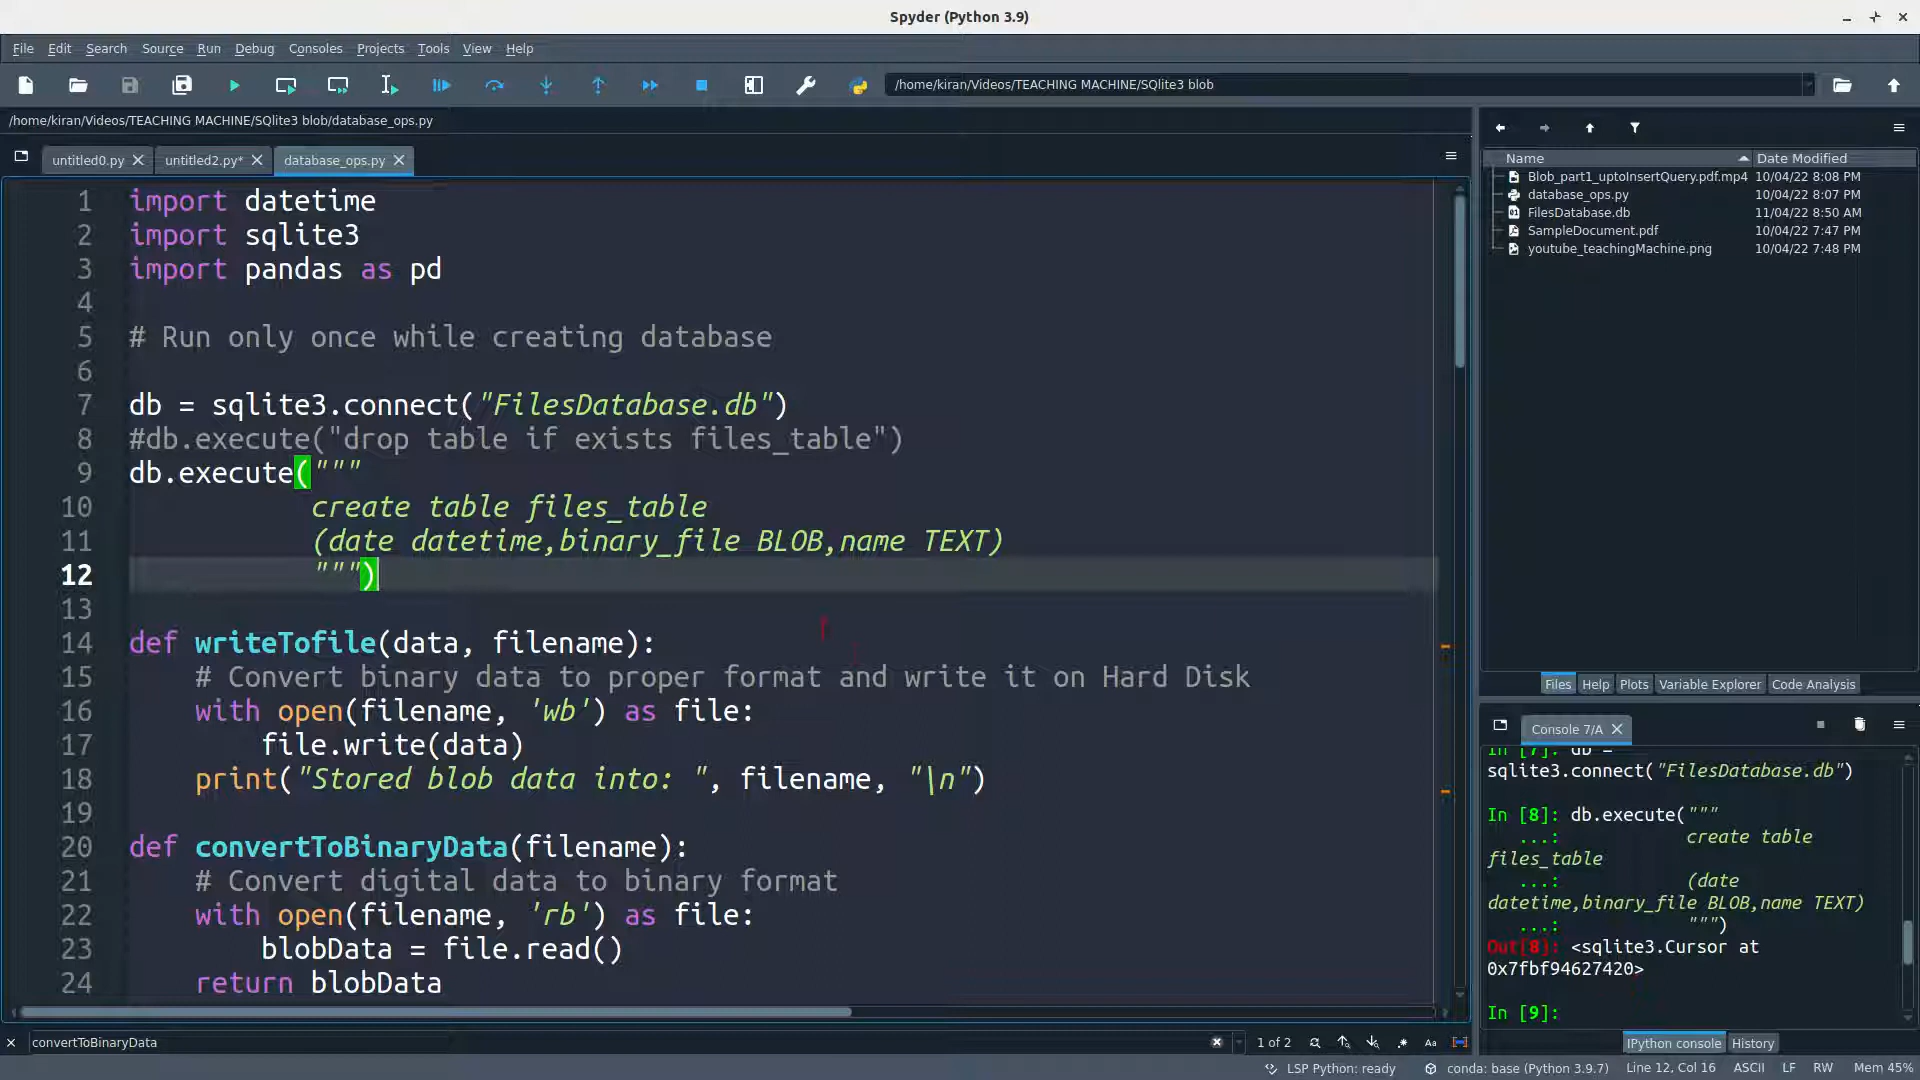 Spyder (Python 3.9)
File Edit Search Source Run Debug Consoles Projects Tools View Help
/home/kiran/Videos/TEACHING MACHINE/SQlite3 blob
/home/kiran/Videos/TEACHING MACHINE/SQlite3 blob/database_ops.py
untitled0.py untitled2.py* database_ops.py
1 import datetime
2 import sqlite3
3 import pandas as pd
4
5 # Run only once while creating database
6
7 db = sqlite3.connect("FilesDatabase.db")
8 #db.execute("drop table if exists files_table")
9 db.execute("""
10 create table files_table
11 (date datetime,binary_file BLOB,name TEXT)
12 """)
13
14 def writeTofile(data, filename):
15 # Convert binary data to proper format and write it on Hard Disk
16 with open(filename, 'wb') as file:
17 file.write(data)
18 print("Stored blob data into: ", filename, "\n")
19
20 def convertToBinaryData(filename):
21 # Convert digital data to binary format
22 with open(filename, 'rb') as file:
23 blobData = file.read()
24 return blobData
convertToBinaryData 1 of 2 Aa
Name Date Modified
Blob_part1_uptoInsertQuery.pdf.mp4 10/04/22 8:08 PM
database_ops.py 10/04/22 8:07 PM
FilesDatabase.db 11/04/22 8:50 AM
SampleDocument.pdf 10/04/22 7:47 PM
youtube_teachingMachine.png 10/04/22 7:48 PM
Files Help Plots Variable Explorer Code Analysis
Console 7/A
In [7]: db =
sqlite3.connect("FilesDatabase.db")
In [8]: db.execute("""
...: create table
files_table
...: (date
datetime,binary_file BLOB,name TEXT)
...: """)
Out[8]: <sqlite3.Cursor at
0x7fbf94627420>
In [9]:
IPython console History
LSP Python: ready conda: base (Python 3.9.7) Line 12, Col 16 ASCII LF RW Mem 45%